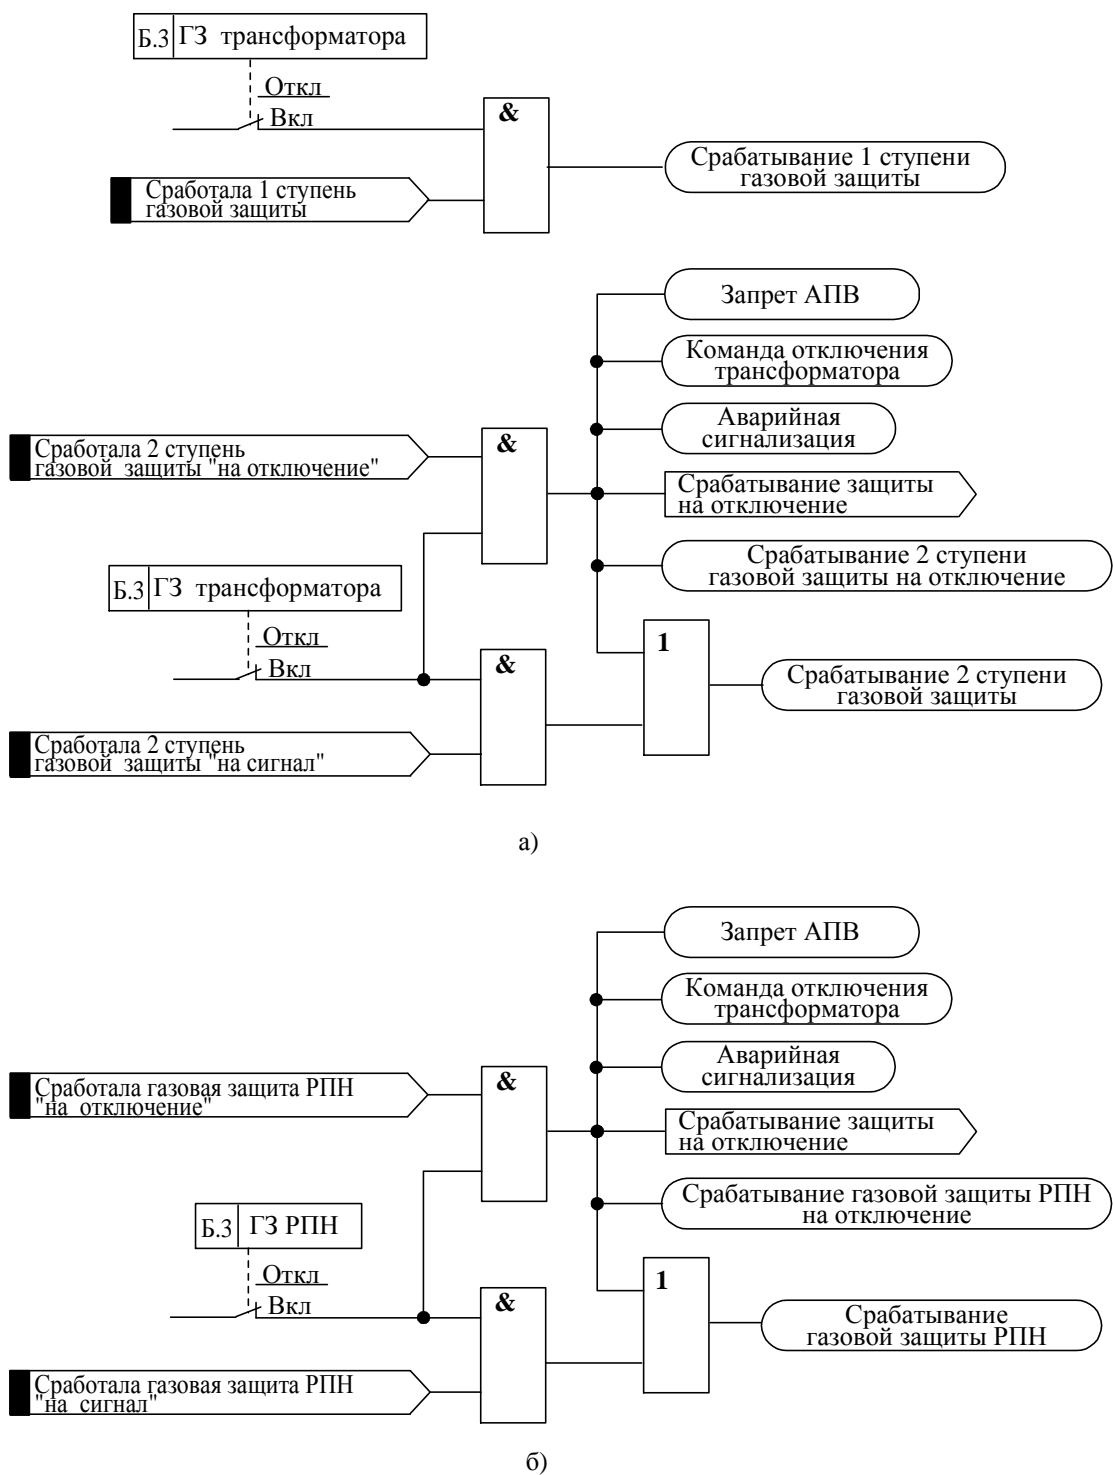 Б.3 ГЗ трансформатора
Откл
Вкл
&
Сработала 1 ступень
газовой защиты
Срабатывание 1 ступени
газовой защиты
Запрет АПВ
Команда отключения
трансформатора
Аварийная
сигнализация
Сработала 2 ступень
газовой защиты "на отключение"
&
Срабатывание защиты
на отключение
Срабатывание 2 ступени
газовой защиты на отключение
Б.3 ГЗ трансформатора
Откл
Вкл
&
1
Срабатывание 2 ступени
газовой защиты
Сработала 2 ступень
газовой защиты "на сигнал"
а)
Запрет АПВ
Команда отключения
трансформатора
Аварийная
сигнализация
Сработала газовая защита РПН
"на отключение"
&
Срабатывание защиты
на отключение
Срабатывание газовой защиты РПН
на отключение
Б.3 ГЗ РПН
Откл
Вкл
&
1
Срабатывание
газовой защиты РПН
Сработала газовая защита РПН
"на сигнал"
б)